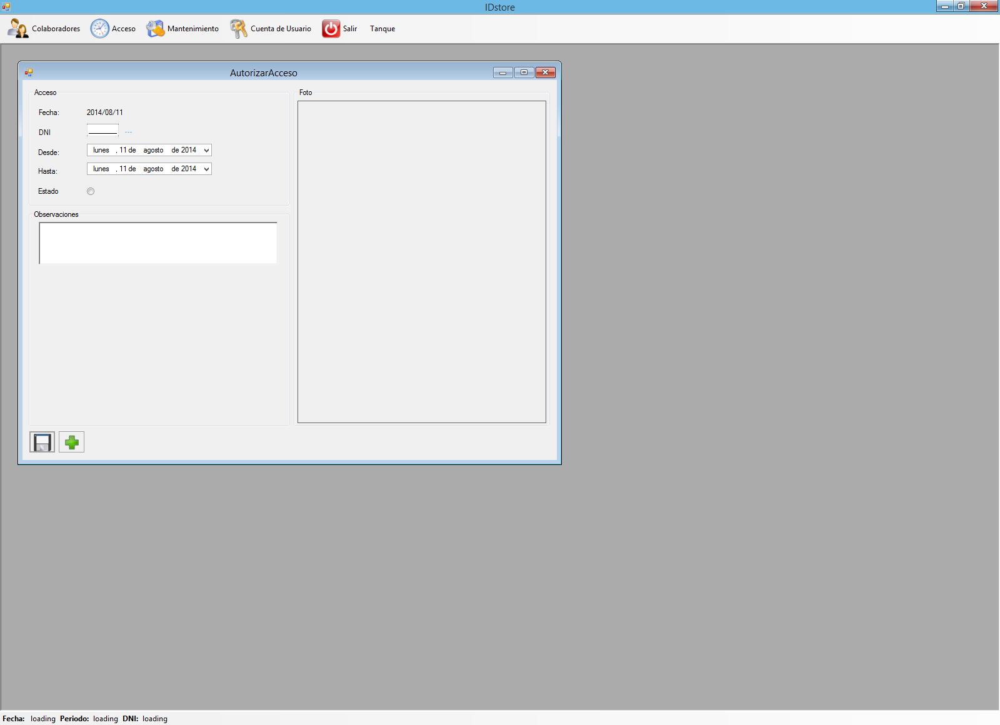 IDstore
Colaboradores Acceso Mantenimiento Cuenta de Usuario Salir Tanque
AutorizarAcceso
Acceso
Fecha: 2014/08/11
DNI ---
Desde: lunes , 11 de agosto de 2014
Hasta: lunes , 11 de agosto de 2014
Estado
Observaciones
Foto
Fecha: loading Periodo: loading DNI: loading